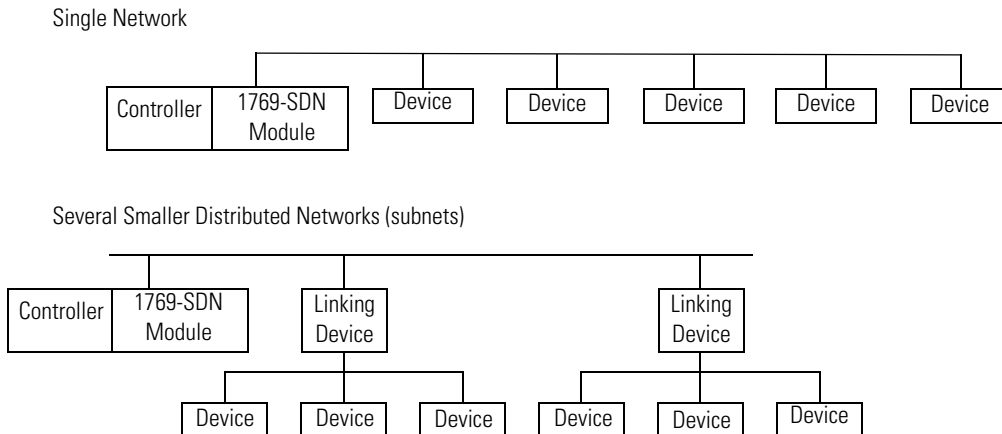 Single Network
Controller
1769-SDN
Module
Device
Device
Device
Device
Device
Several Smaller Distributed Networks (subnets)
Controller
1769-SDN
Module
Linking
Device
Linking
Device
Device
Device
Device
Device
Device
Device